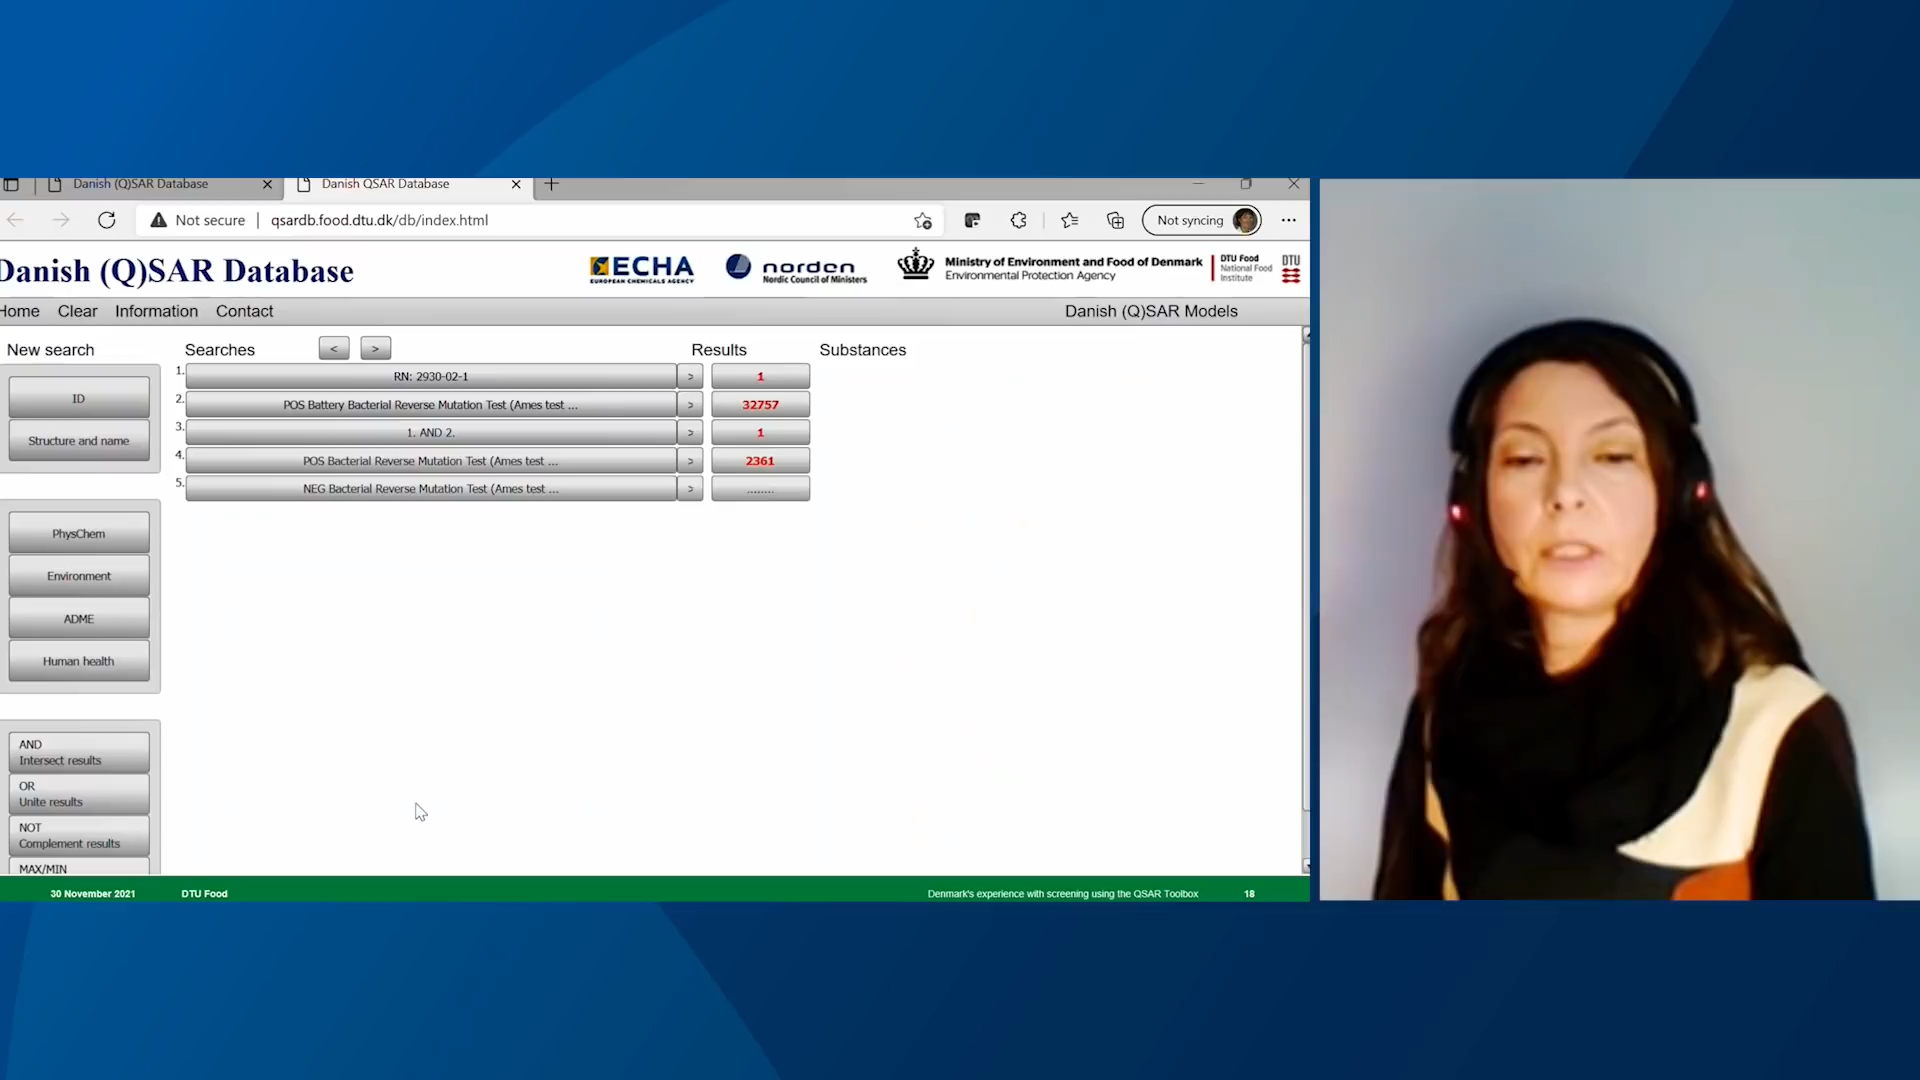 Danish (Q)SAR Database
Danish QSAR Database
Not secure
qsardb.food.dtu.dk/db/index.html
Not syncing
Danish (Q)SAR Database
ECHA
EUROPEAN CHEMICALS AGENCY
norden
Nordic Council of Ministers
Ministry of Environment and Food of Denmark
Environmental Protection Agency
DTU Food
National Food
Institute
DTU
Home Clear Information Contact
Danish (Q)SAR Models
New search
Searches < >
Results
Substances
ID
Structure and name
PhysChem
Environment
ADME
Human health
AND
Intersect results
OR
Unite results
NOT
Complement results
MAX/MIN
1. RN: 2930-02-1 > 1
2. POS Battery Bacterial Reverse Mutation Test (Ames test ... > 32757
3. 1. AND 2. > 1
4. POS Bacterial Reverse Mutation Test (Ames test ... > 2361
5. NEG Bacterial Reverse Mutation Test (Ames test ... > ........
30 November 2021
DTU Food
Denmark's experience with screening using the QSAR Toolbox
18